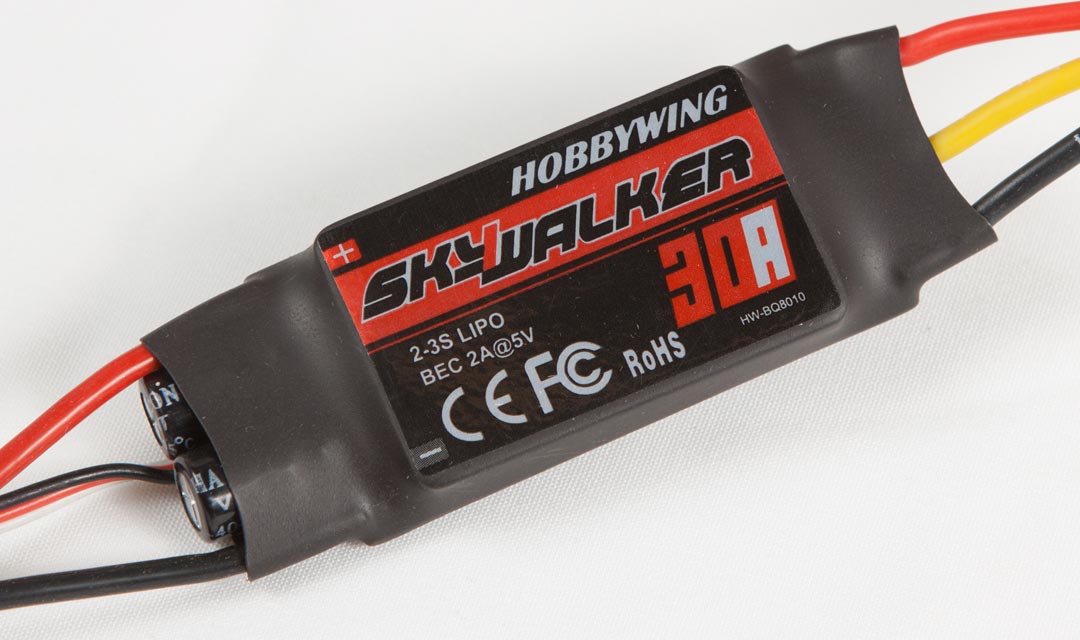 HOBBYWING
+
SKYWALKER
30A
2-3S LIPO
BEC 2A@5V
HW-BQ8010
CE FC RoHS
-